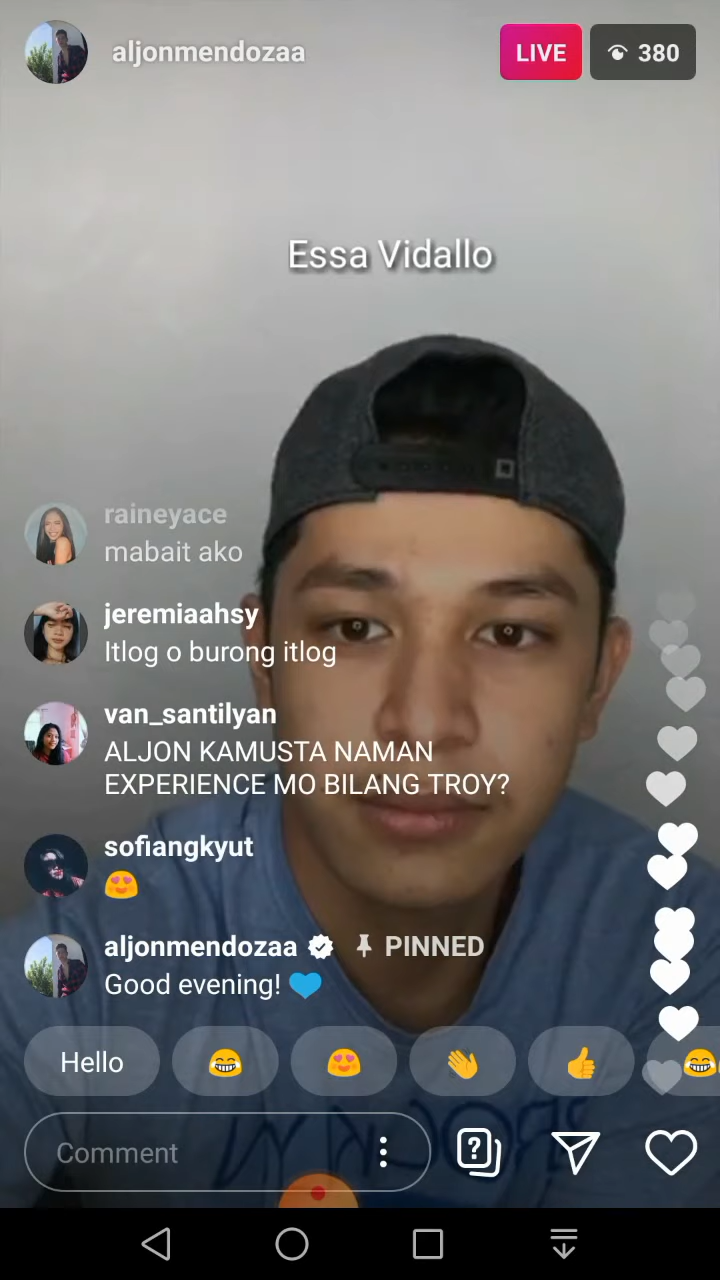 aljonmendozaa
LIVE
380
Essa Vidallo
raineyace
mabait ako
jeremiaahsy
Itlog o burong itlog
van_santilyan
ALJON KAMUSTA NAMAN
EXPERIENCE MO BILANG TROY?
sofiangkyut
😍
aljonmendozaa PINNED
Good evening! 💙
Hello 😂 😍 👏 👍 😂
Comment